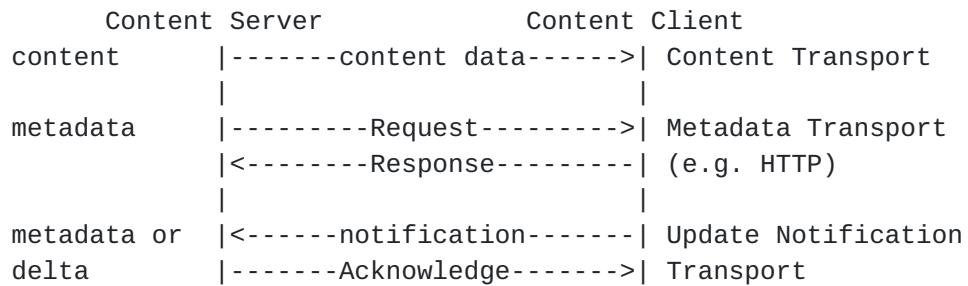 Content Server             Content Client
content      |-------content data------>| Content Transport
             |                          |
metadata     |---------Request--------->| Metadata Transport
             |<--------Response---------| (e.g. HTTP)
             |                          |
metadata or  |<------notification-------| Update Notification
delta        |-------Acknowledge------->| Transport